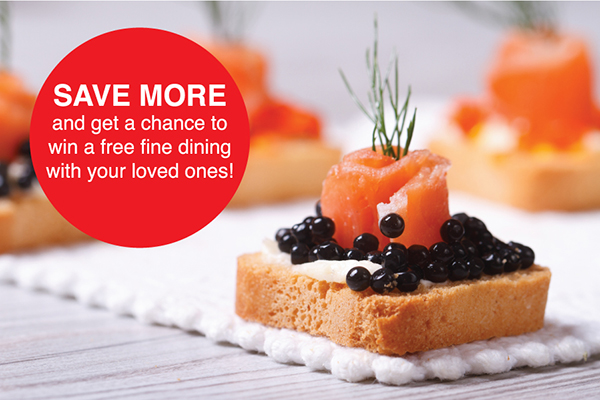 SAVE MORE
and get a chance to
win a free fine dining
with your loved ones!